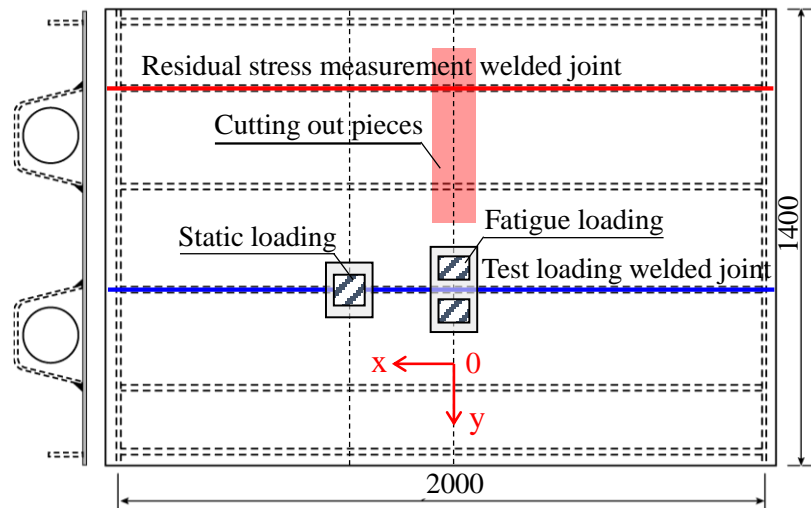 Residual stress measurement welded joint
Cutting out pieces
Static loading
Fatigue loading
Test loading welded joint
1400
x
0
y
2000